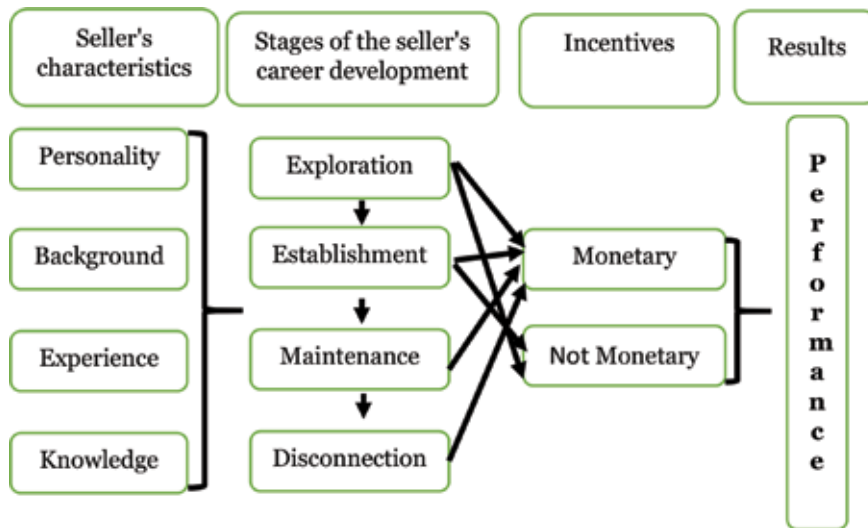 Seller's
characteristics
Stages of the seller's
career development
Incentives
Results
Personality
Background
Experience
Knowledge
Exploration
Establishment
Maintenance
Disconnection
Monetary
Not Monetary
P
e
r
f
o
r
m
a
n
c
e